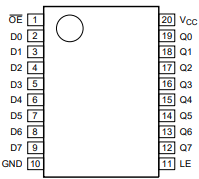 O̅E̅ 1 20 VCC
D0 2 19 Q0
D1 3 18 Q1
D2 4 17 Q2
D3 5 16 Q3
D4 6 15 Q4
D5 7 14 Q5
D6 8 13 Q6
D7 9 12 Q7
GND 10 11 LE